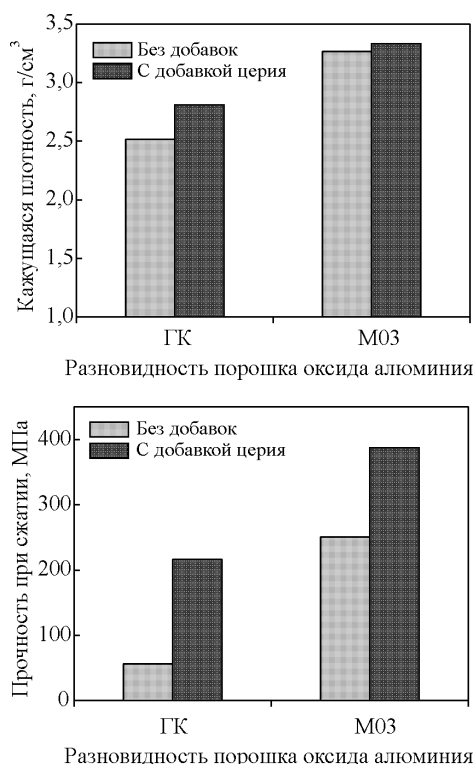 Кажущаяся плотность, г/см³
3,5
3,0
2,5
2,0
1,5
1,0
Без добавок
С добавкой церия
ГК
М03
Разновидность порошка оксида алюминия
Прочность при сжатии, МПа
400
300
200
100
0
Без добавок
С добавкой церия
ГК
М03
Разновидность порошка оксида алюминия